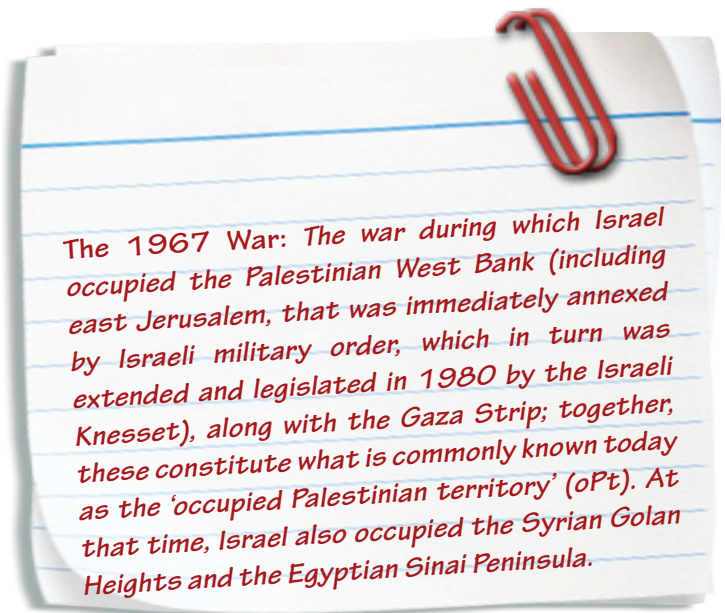 The 1967 War: The war during which Israel
occupied the Palestinian West Bank (including
east Jerusalem, that was immediately annexed
by Israeli military order, which in turn was
extended and legislated in 1980 by the Israeli
Knesset), along with the Gaza Strip; together,
these constitute what is commonly known today
as the ‘occupied Palestinian territory’ (oPt). At
that time, Israel also occupied the Syrian Golan
Heights and the Egyptian Sinai Peninsula.